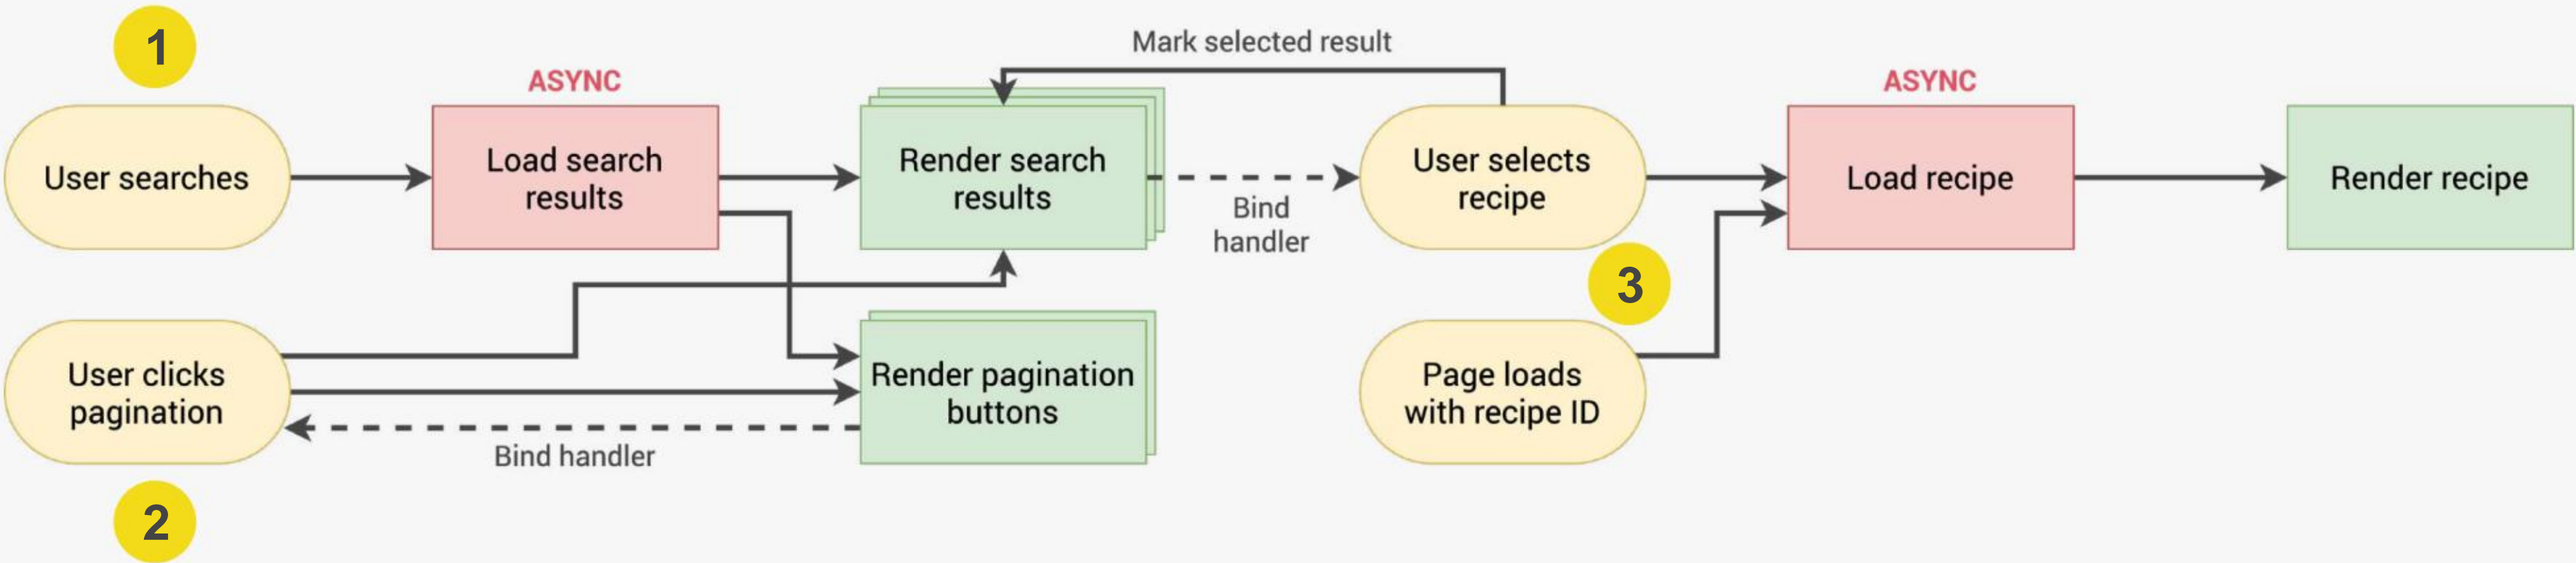 1
Mark selected result
ASYNC
ASYNC
User searches
Load search
results
Render search
results
Bind
handler
User selects
recipe
Load recipe
Render recipe
3
User clicks
pagination
Render pagination
buttons
Page loads
with recipe ID
Bind handler
2